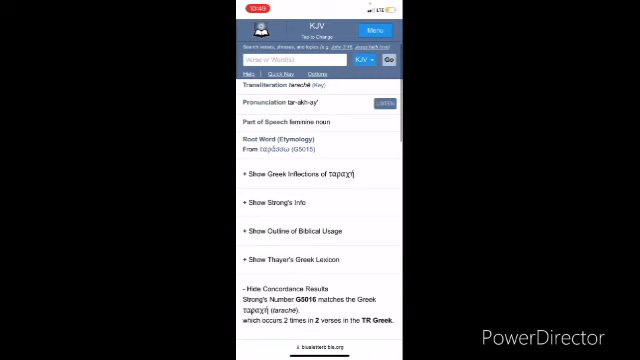 10:49
LTE
KJV
Tap to Change
Menu
Search verses, phrases, and topics (e.g. John 3:16, Jesus faith love)
Verse or Word(s)
KJV
Go
Help
Quick Nav
Options
Transliteration tarachē (Key)
Pronunciation tar-akh-ay'
Part of Speech feminine noun
Root Word (Etymology)
From ταράσσω (G5015)
+ Show Greek Inflections of ταραχή
+ Show Strong's Info
+ Show Outline of Biblical Usage
+ Show Thayer's Greek Lexicon
- Hide Concordance Results
Strong's Number G5016 matches the Greek
ταραχή (tarachē),
which occurs 2 times in 2 verses in the TR Greek.
blueletterbible.org
PowerDirector